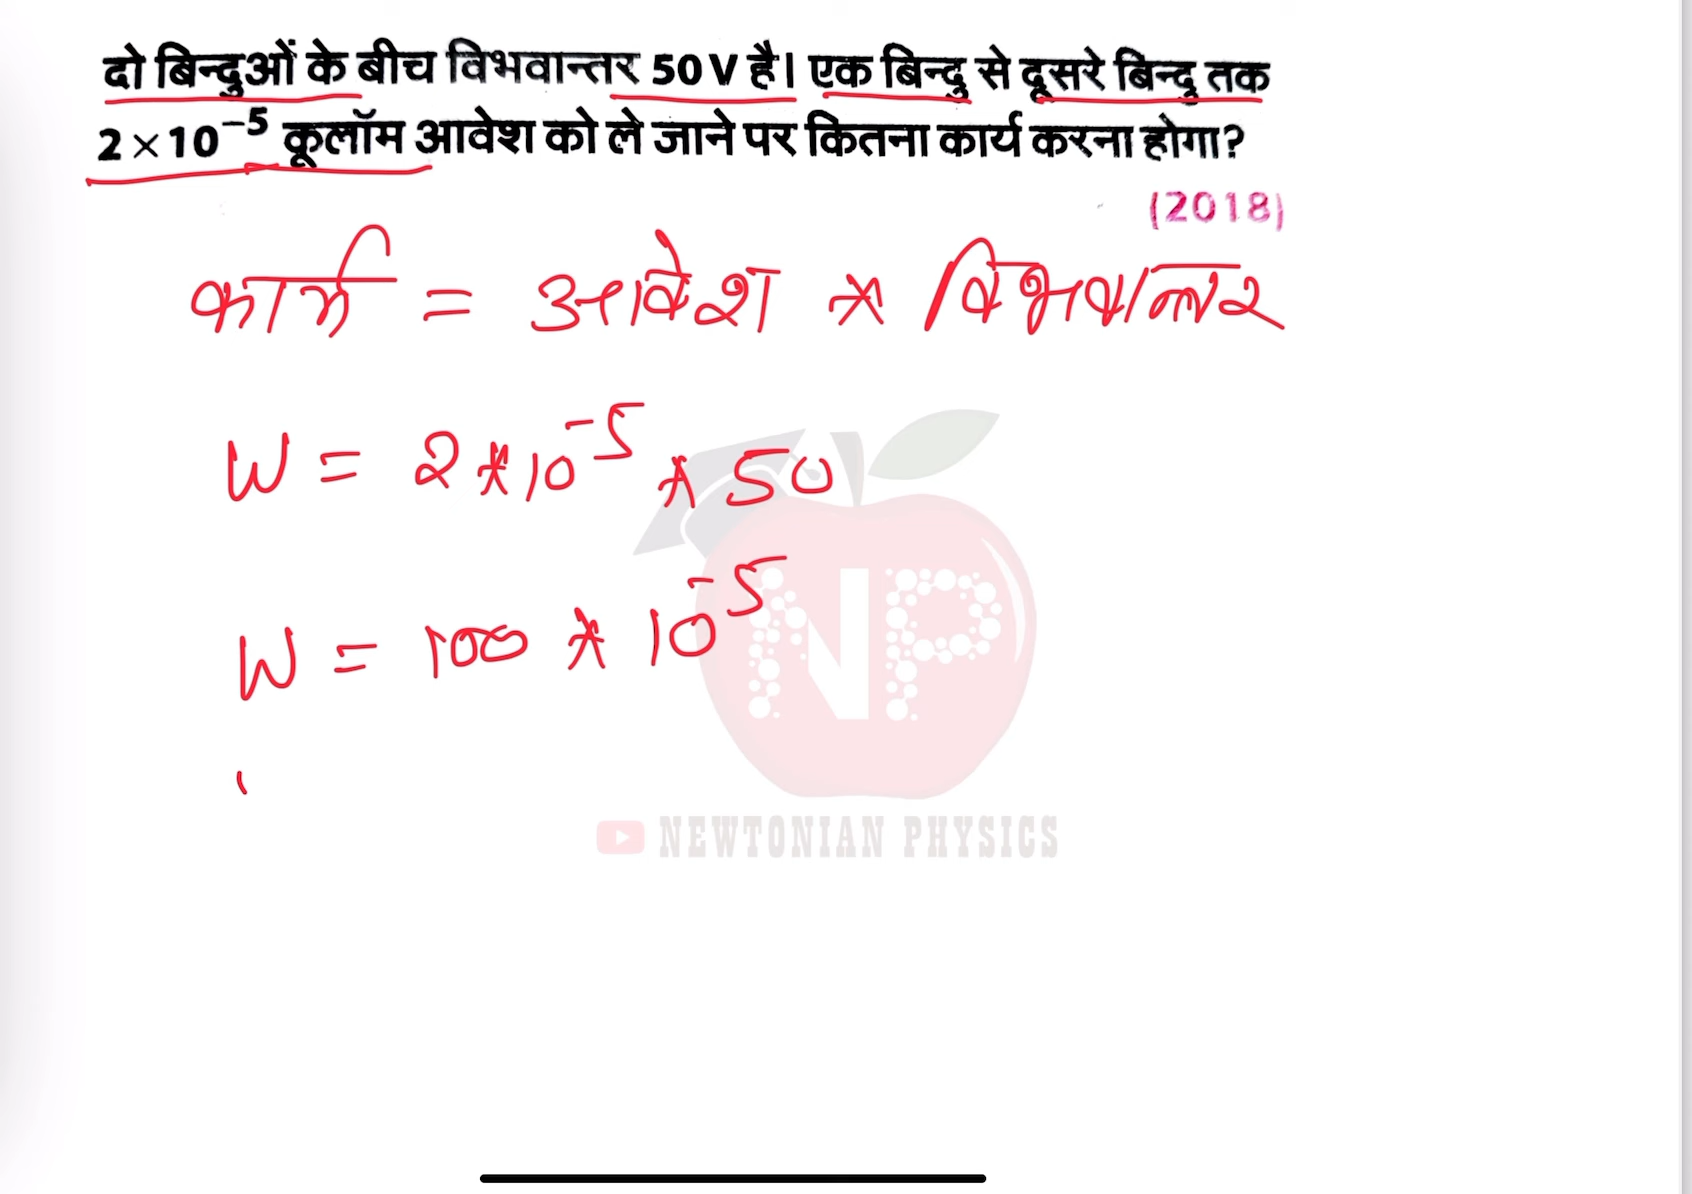 दो बिन्दुओं के बीच विभवान्तर 50 V है। एक बिन्दु से दूसरे बिन्दु तक
2 × 10⁻⁵ कूलॉम आवेश को ले जाने पर कितना कार्य करना होगा?
(2018)
कार्य = आवेश * विभवान्तर
W = 2 * 10⁻⁵ * 50
W = 100 * 10⁻⁵
NP
NEWTONIAN PHYSICS